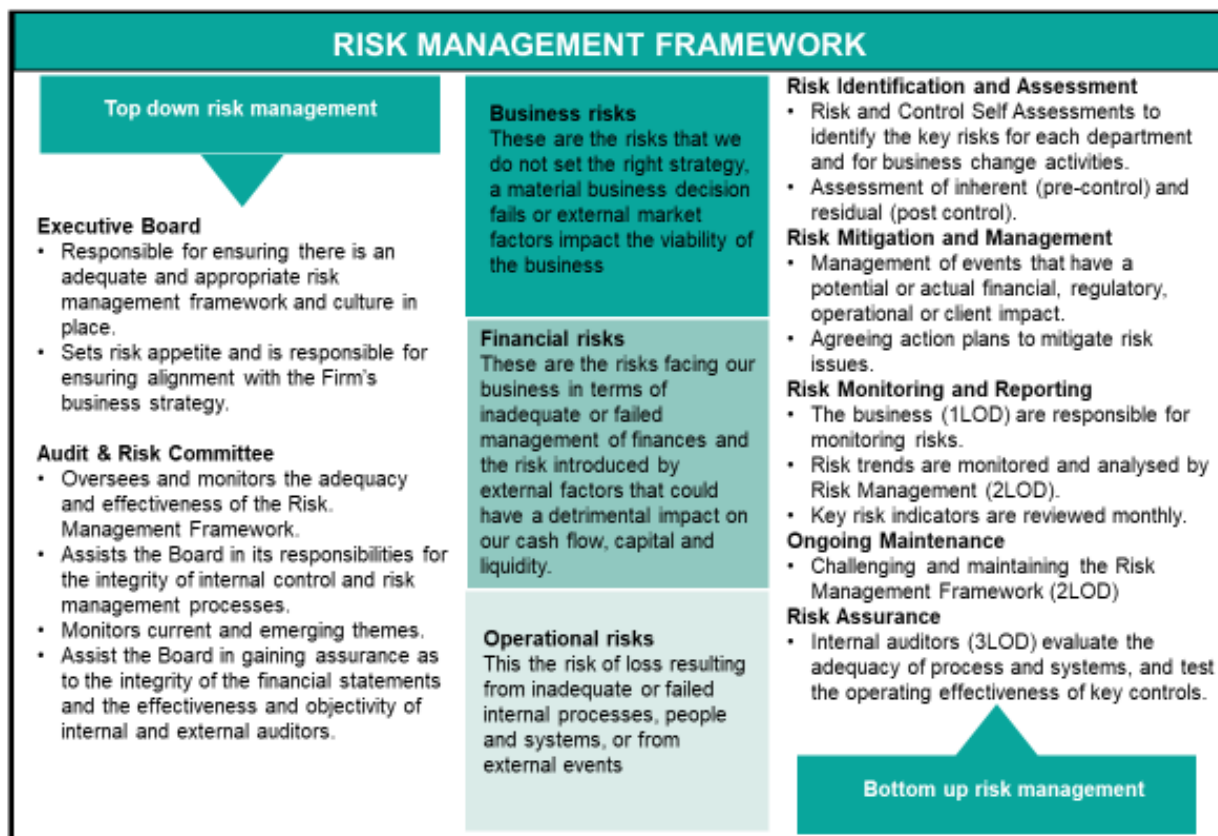 RISK MANAGEMENT FRAMEWORK
Top down risk management
Executive Board
• Responsible for ensuring there is an
adequate and appropriate risk
management framework and culture in
place.
• Sets risk appetite and is responsible for
ensuring alignment with the Firm's
business strategy.
Audit & Risk Committee
• Oversees and monitors the adequacy
and effectiveness of the Risk.
Management Framework.
• Assists the Board in its responsibilities for
the integrity of internal control and risk
management processes.
• Monitors current and emerging themes.
• Assist the Board in gaining assurance as
to the integrity of the financial statements
and the effectiveness and objectivity of
internal and external auditors.
Business risks
These are the risks that we
do not set the right strategy,
a material business decision
fails or external market
factors impact the viability of
the business
Financial risks
These are the risks facing our
business in terms of
inadequate or failed
management of finances and
the risk introduced by
external factors that could
have a detrimental impact on
our cash flow, capital and
liquidity.
Operational risks
This the risk of loss resulting
from inadequate or failed
internal processes, people
and systems, or from
external events
Risk Identification and Assessment
• Risk and Control Self Assessments to
identify the key risks for each department
and for business change activities.
• Assessment of inherent (pre-control) and
residual (post control).
Risk Mitigation and Management
• Management of events that have a
potential or actual financial, regulatory,
operational or client impact.
• Agreeing action plans to mitigate risk
issues.
Risk Monitoring and Reporting
• The business (1LOD) are responsible for
monitoring risks.
• Risk trends are monitored and analysed by
Risk Management (2LOD).
• Key risk indicators are reviewed monthly.
Ongoing Maintenance
• Challenging and maintaining the Risk
Management Framework (2LOD)
Risk Assurance
• Internal auditors (3LOD) evaluate the
adequacy of process and systems, and test
the operating effectiveness of key controls.
Bottom up risk management